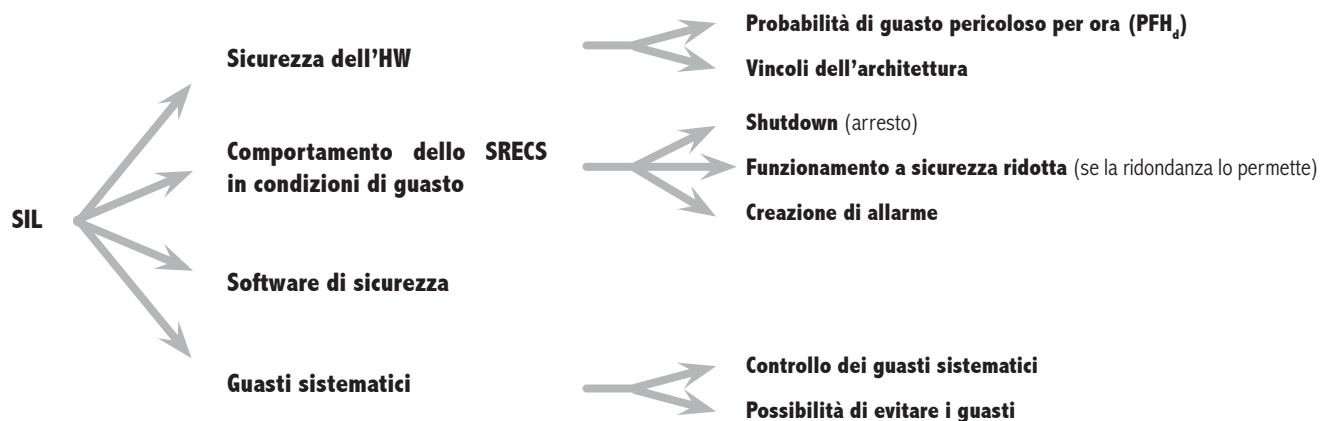 Probabilità di guasto pericoloso per ora (PFHd)
Sicurezza dell'HW
Vincoli dell'architettura
Shutdown (arresto)
Comportamento dello SRECS
in condizioni di guasto
Funzionamento a sicurezza ridotta (se la ridondanza lo permette)
Creazione di allarme
SIL
Software di sicurezza
Guasti sistematici
Controllo dei guasti sistematici
Possibilità di evitare i guasti